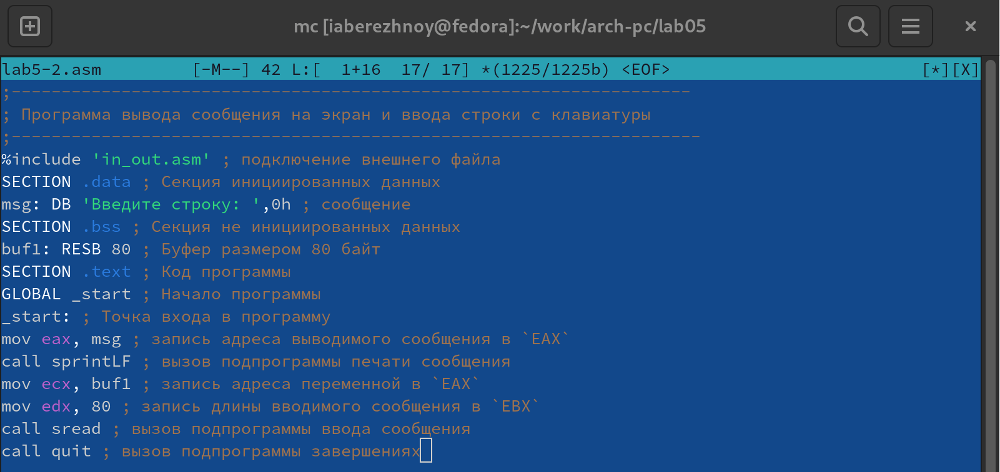 mc [iaberezhnoy@fedora]:~/work/arch-pc/lab05
lab5-2.asm [-M--] 42 L:[ 1+16 17/ 17] *(1225/1225b) <EOF> [*][X]
;--------------------------------------------------------------------
; Программа вывода сообщения на экран и ввода строки с клавиатуры
;---------------------------------------------------------------------
%include 'in_out.asm' ; подключение внешнего файла
SECTION .data ; Секция инициированных данных
msg: DB 'Введите строку: ',0h ; сообщение
SECTION .bss ; Секция не инициированных данных
buf1: RESB 80 ; Буфер размером 80 байт
SECTION .text ; Код программы
GLOBAL _start ; Начало программы
_start: ; Точка входа в программу
mov eax, msg ; запись адреса выводимого сообщения в `EAX`
call sprintLF ; вызов подпрограммы печати сообщения
mov ecx, buf1 ; запись адреса переменной в `EAX`
mov edx, 80 ; запись длины вводимого сообщения в `EBX`
call sread ; вызов подпрограммы ввода сообщения
call quit ; вызов подпрограммы завершениях